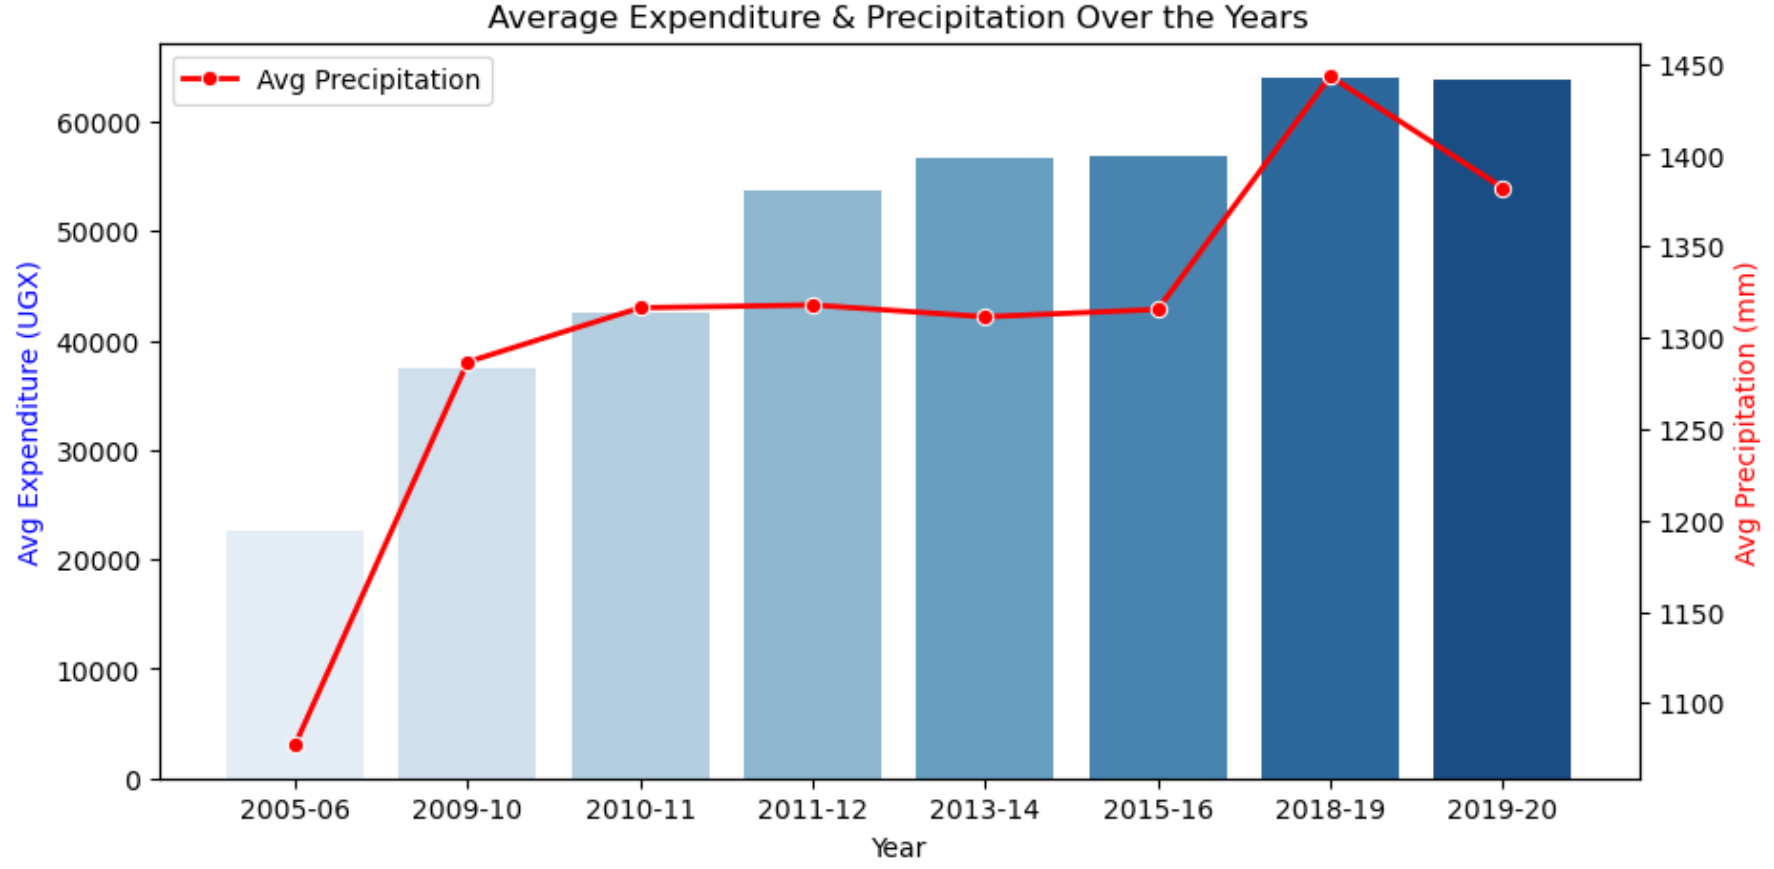 Average Expenditure & Precipitation Over the Years
Avg Precipitation
Avg Expenditure (UGX)
60000
50000
40000
30000
20000
10000
0
1450
1400
1350
1300
1250
1200
1150
1100
Avg Precipitation (mm)
2005-06 2009-10 2010-11 2011-12 2013-14 2015-16 2018-19 2019-20
Year